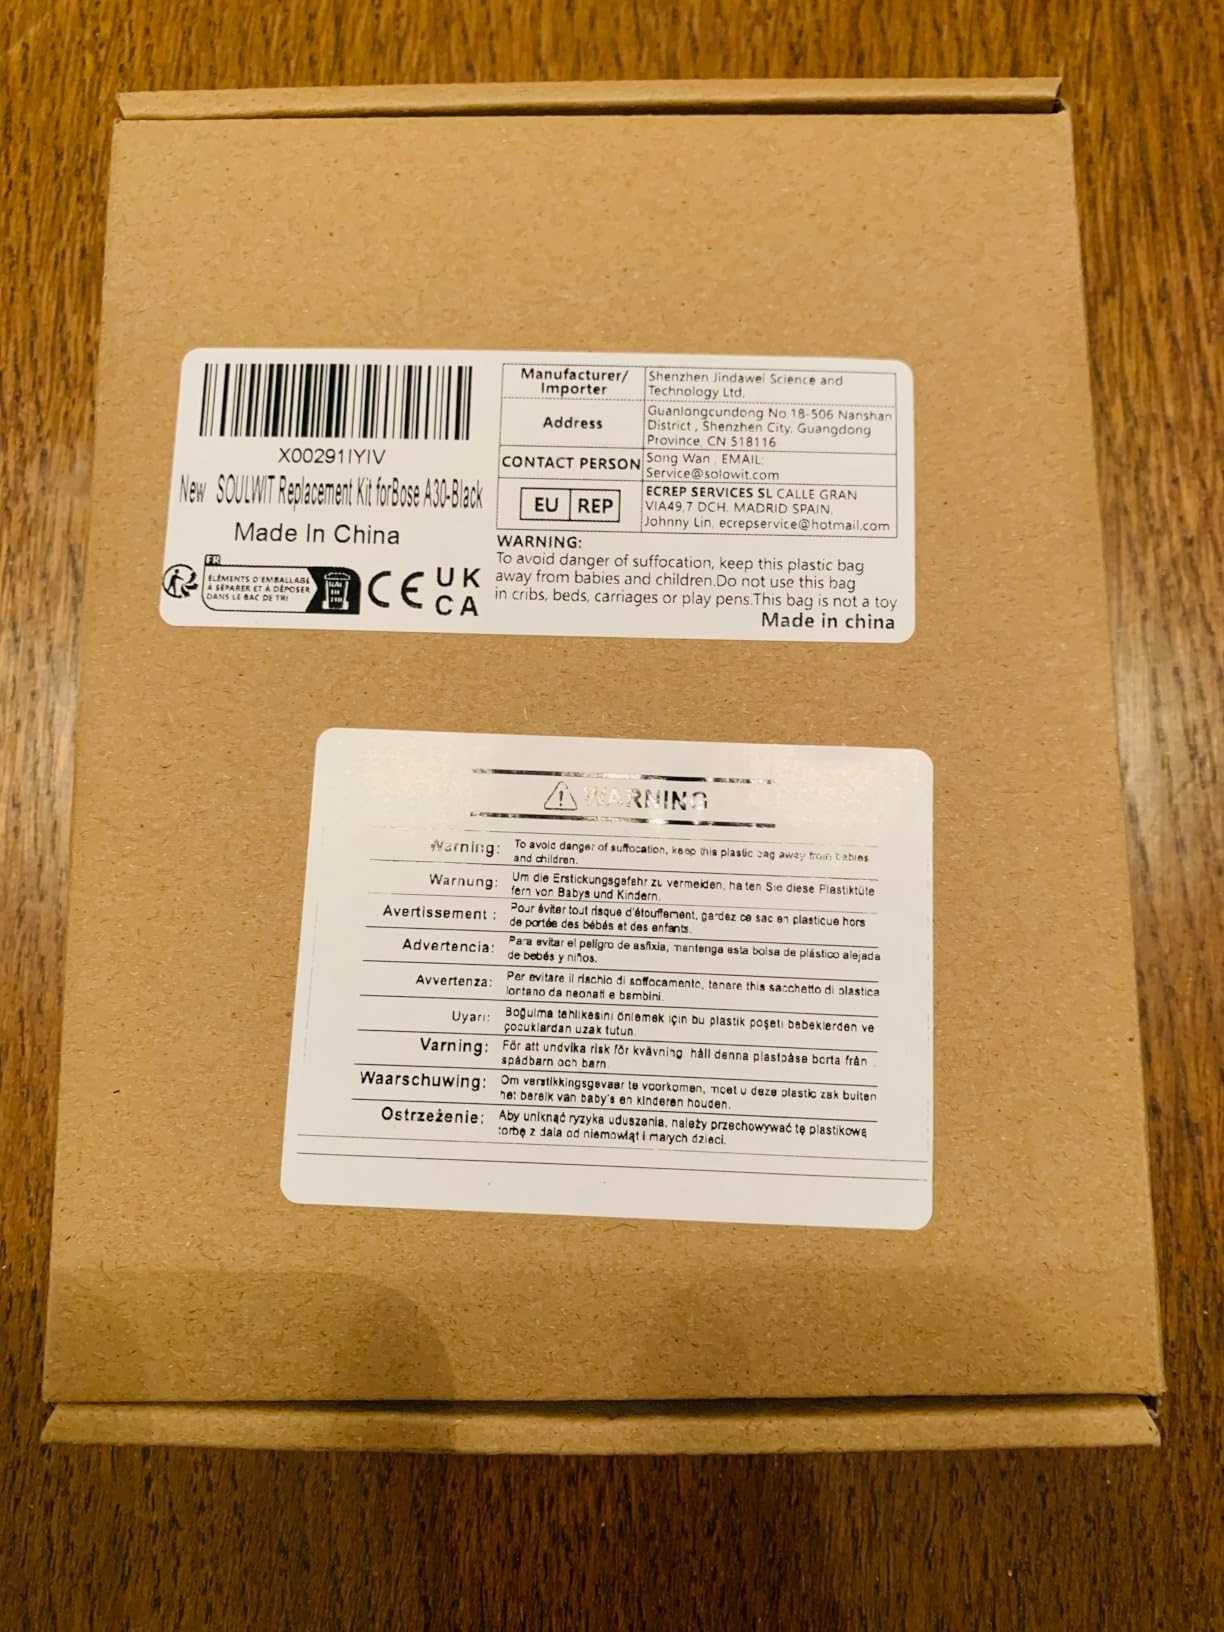 X00291IYIV
New SOULWIT Replacement Kit forBose A30-Black
Made In China
FR
ÉLÉMENTS D'EMBALLAGE
À SÉPARER ET À DÉPOSER
DANS LE BAC DE TRI
CE
UK
CA
Manufacturer/
Importer
Shenzhen Jindawei Science and
Technology Ltd.
Address
Guanlongcundong No.18-506 Nanshan
District , Shenzhen City, Guangdong
Province, CN 518116
CONTACT PERSON
Song Wan , EMAIL:
Service@solowit.com
EU REP
ECREP SERVICES SL CALLE GRAN
VIA49,7 DCH. MADRID SPAIN.
Johnny Lin, ecrepservice@hotmail.com
WARNING:
To avoid danger of suffocation, keep this plastic bag
away from babies and children.Do not use this bag
in cribs, beds, carriages or play pens.This bag is not a toy
Made in china
WARNING
Warning: To avoid danger of suffocation, keep this plastic bag away from babies
and children.
Warnung: Um die Erstickungsgefahr zu vermeiden, halten Sie diese Plastiktüte
fern von Babys und Kindern.
Avertissement : Pour éviter tout risque d'étouffement, gardez ce sac en plastique hors
de portée des bébés et des enfants.
Advertencia: Para evitar el peligro de asfixia, mantenga esta bolsa de plástico alejada
de bebés y niños.
Avvertenza: Per evitare il rischio di soffocamento, tenere this sacchetto di plastica
lontano da neonati e bambini.
Uyarı: Boğulma tehlikesini önlemek için bu plastik poşeti bebeklerden ve
çocuklardan uzak tutun.
Varning: För att undvika risk för kvävning, håll denna plastpåse borta från
spädbarn och barn.
Waarschuwing: Om verstikkingsgevaar te voorkomen, moet u deze plastic zak buiten
het bereik van baby's en kinderen houden.
Ostrzeżenie: Aby uniknąć ryzyka uduszenia, należy przechowywać tę plastikową
torbę z dala od niemowląt i małych dzieci.